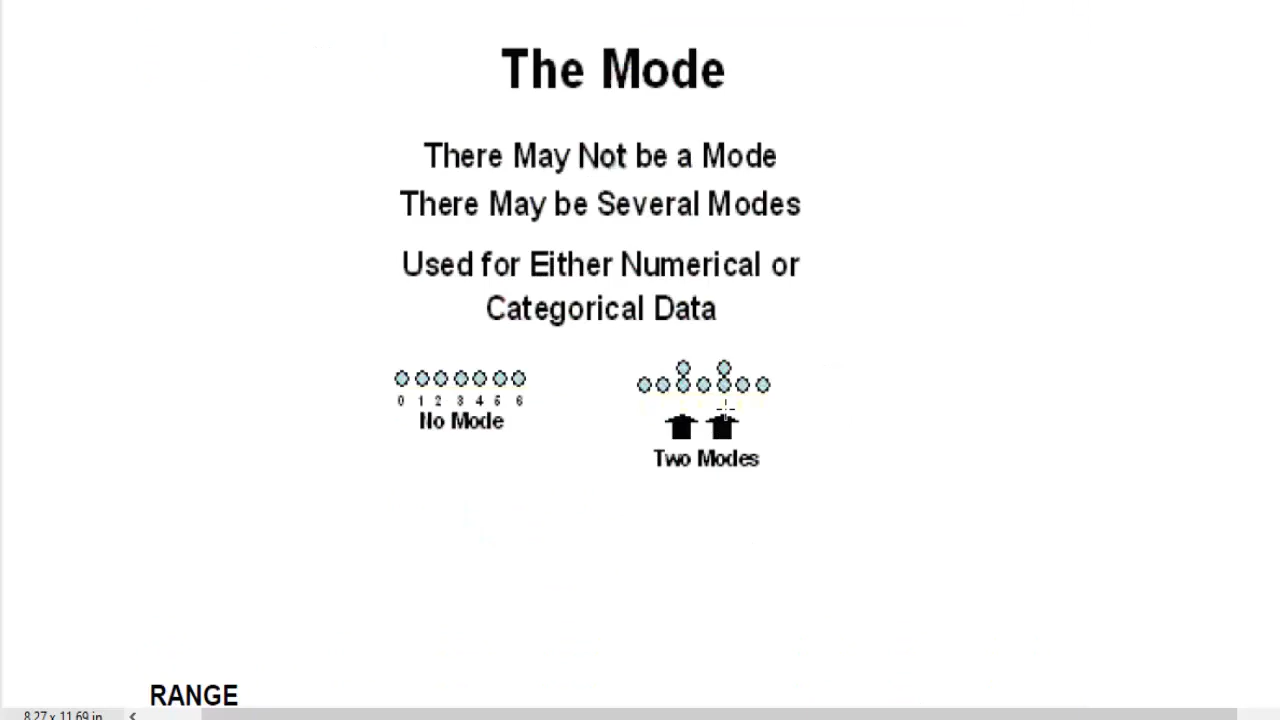 The Mode
There May Not be a Mode
There May be Several Modes
Used for Either Numerical or
Categorical Data
0 1 2 3 4 5 6
No Mode
Two Modes
RANGE
8.27 x 11.69 in